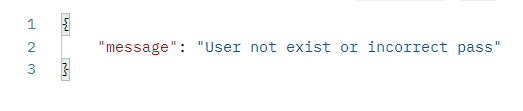 1 {
2 "message": "User not exist or incorrect pass"
3 }